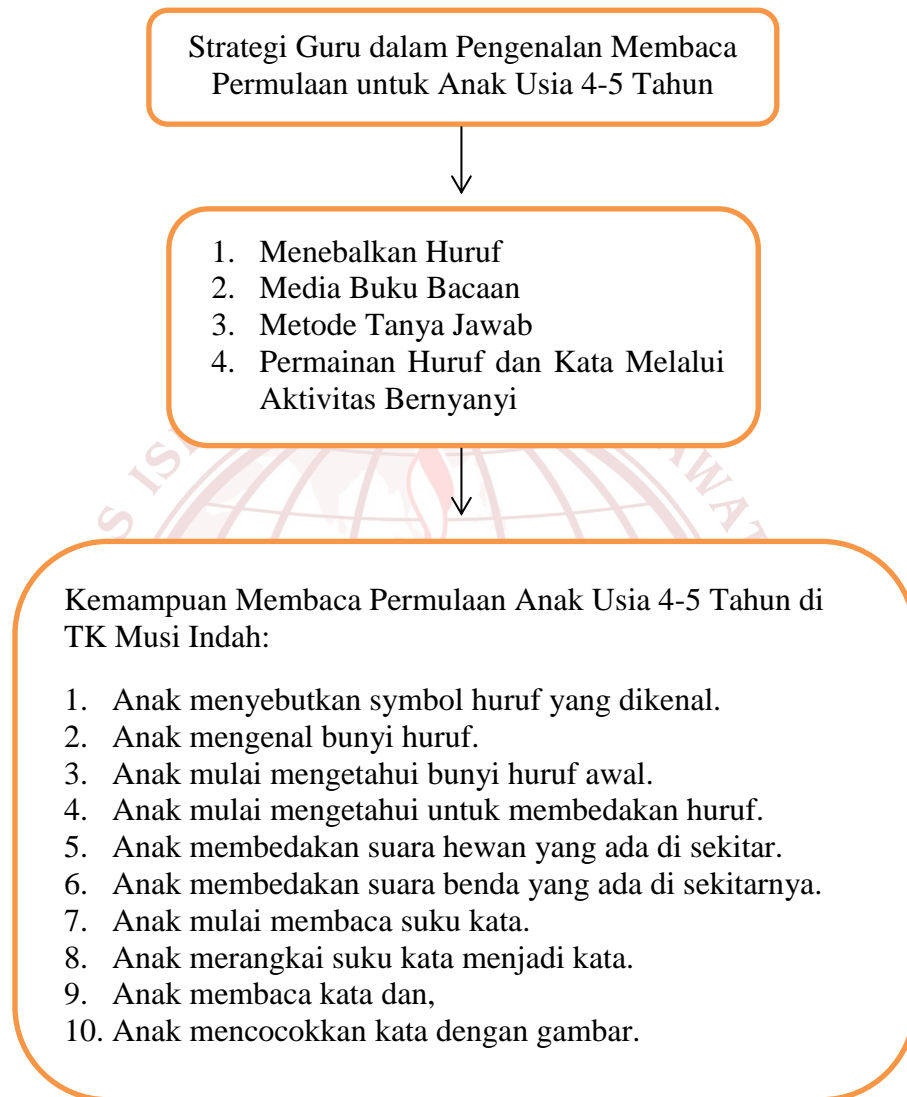 Strategi Guru dalam Pengenalan Membaca
Permulaan untuk Anak Usia 4-5 Tahun
1. Menebalkan Huruf
2. Media Buku Bacaan
3. Metode Tanya Jawab
4. Permainan Huruf dan Kata Melalui
Aktivitas Bernyanyi
Kemampuan Membaca Permulaan Anak Usia 4-5 Tahun di
TK Musi Indah:
1. Anak menyebutkan symbol huruf yang dikenal.
2. Anak mengenal bunyi huruf.
3. Anak mulai mengetahui bunyi huruf awal.
4. Anak mulai mengetahui untuk membedakan huruf.
5. Anak membedakan suara hewan yang ada di sekitar.
6. Anak membedakan suara benda yang ada di sekitarnya.
7. Anak mulai membaca suku kata.
8. Anak merangkai suku kata menjadi kata.
9. Anak membaca kata dan,
10. Anak mencocokkan kata dengan gambar.